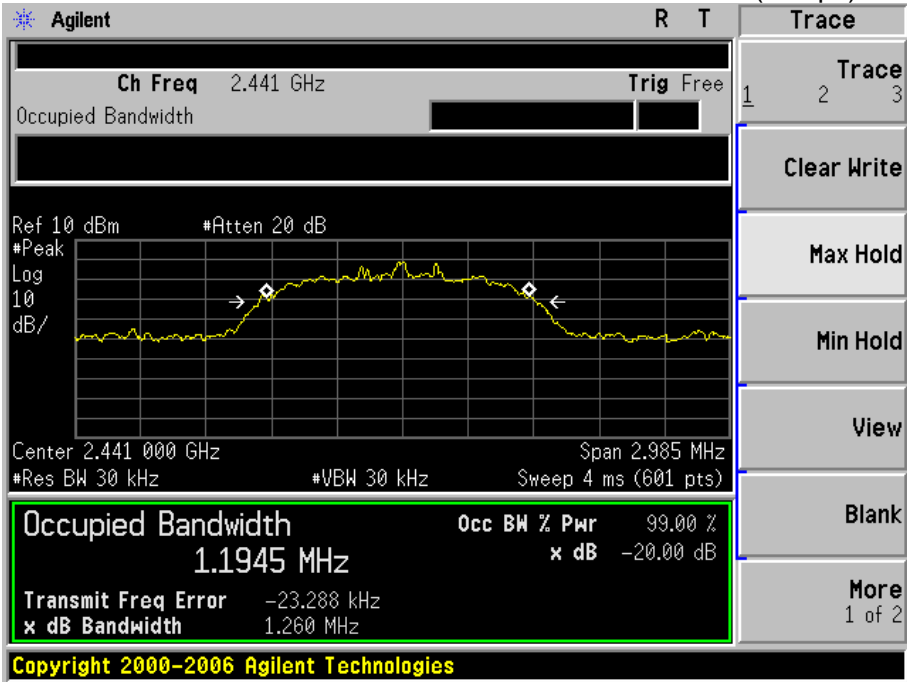 Agilent R T Trace
Ch Freq 2.441 GHz Trig Free
Occupied Bandwidth
Trace
1 2 3
Clear Write
Max Hold
Min Hold
View
Blank
More
1 of 2
Ref 10 dBm #Atten 20 dB
#Peak
Log
10
dB/
Center 2.441 000 GHz Span 2.985 MHz
#Res BW 30 kHz #VBW 30 kHz Sweep 4 ms (601 pts)
Occupied Bandwidth Occ BW % Pwr 99.00 %
1.1945 MHz x dB -20.00 dB
Transmit Freq Error -23.288 kHz
x dB Bandwidth 1.260 MHz
Copyright 2000-2006 Agilent Technologies